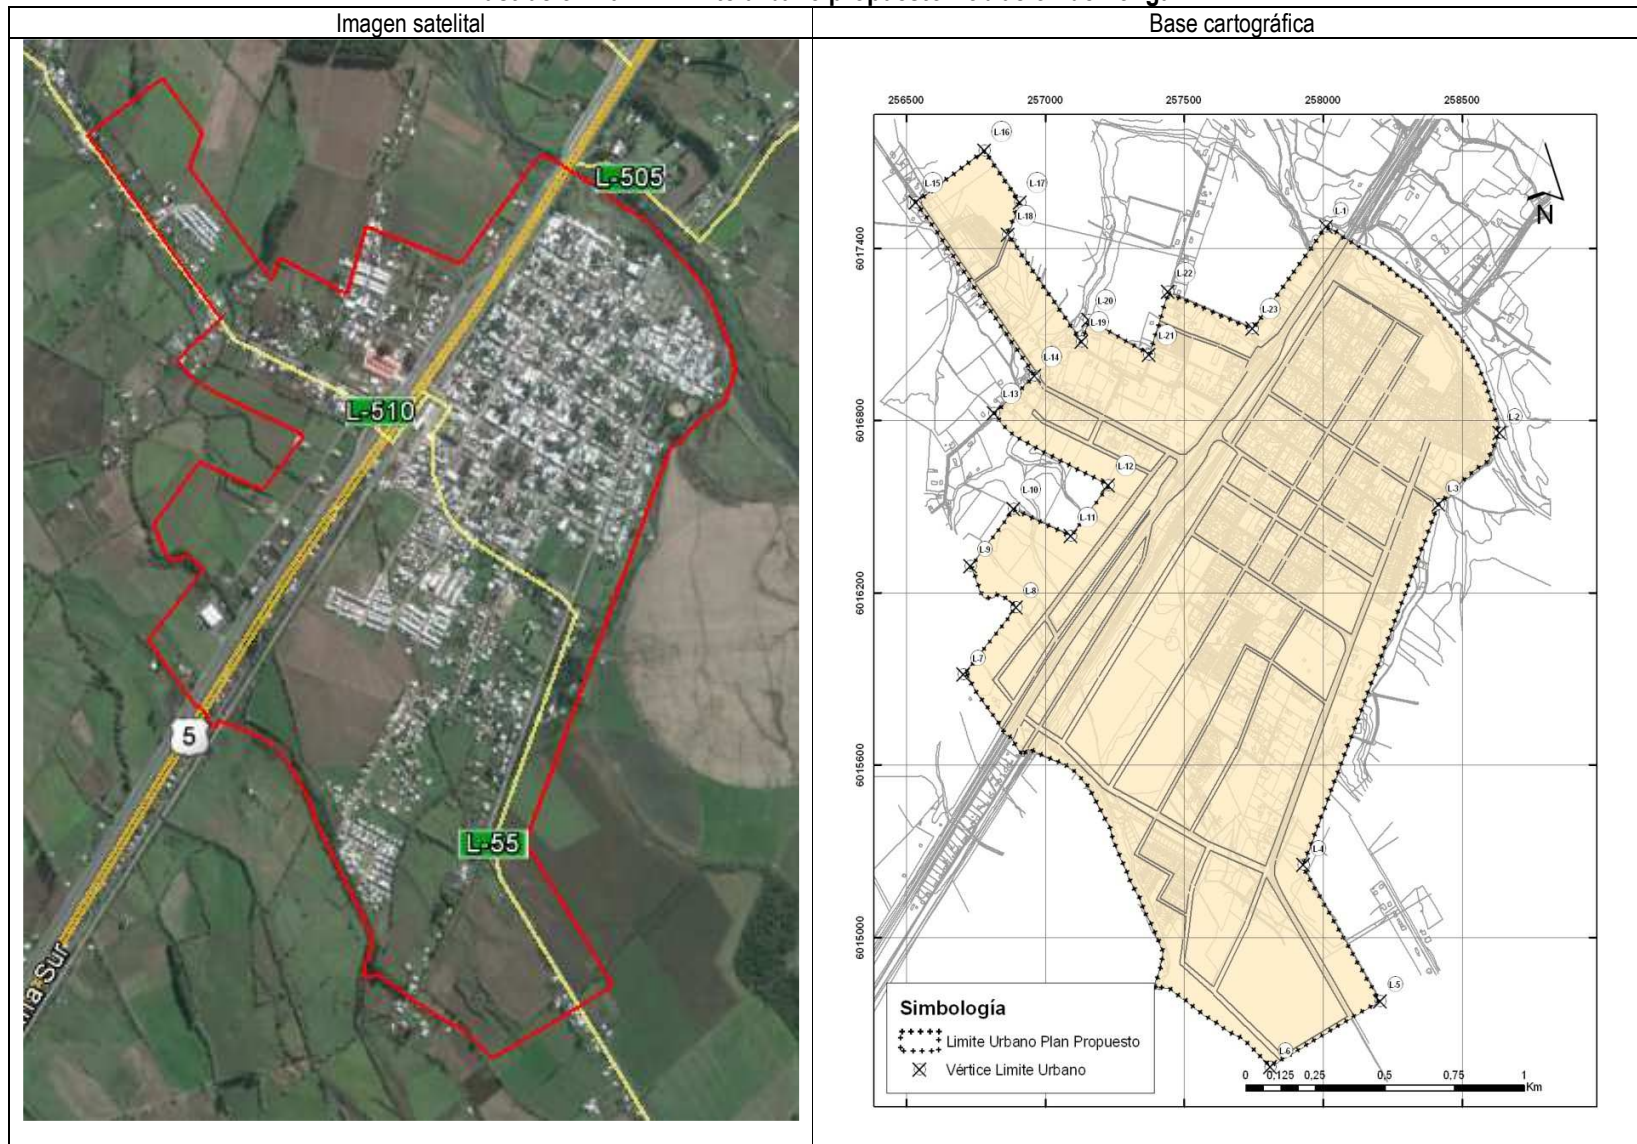 Imagen satelital
Base cartográfica
L-505
L-510
5
L-55
Sur
256500
257000
257500
258000
258500
6017400
6016800
6016200
6015600
6015000
N
L-16
L-15
L-17
L-18
L-1
L-22
L-20
L-19
L-23
L-21
L-14
L-13
L-2
L-12
L-3
L-10
L-11
L-9
L-8
L-7
L-4
L-5
L-6
Simbología
Limite Urbano Plan Propuesto
Vértice Limite Urbano
0 0,125 0,25 0,5 0,75 1
Km